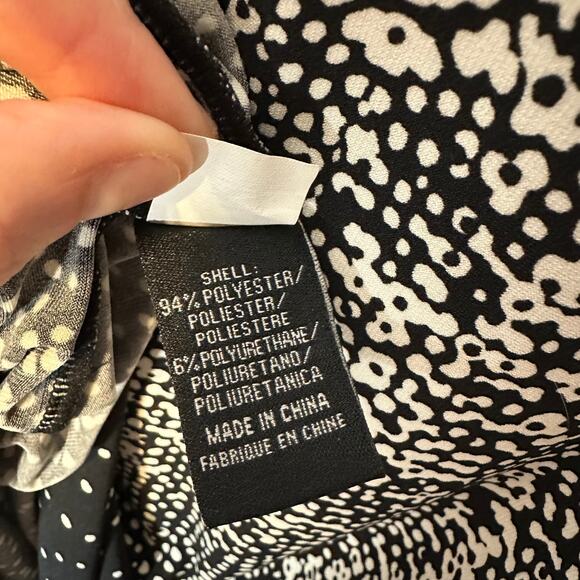 SHELL:
94% POLYESTER/
POLIESTER/
POLIESTERE
6% POLYURETHANE/
POLIURETANO/
POLIURETANICA
MADE IN CHINA
FABRIQUE EN CHINE